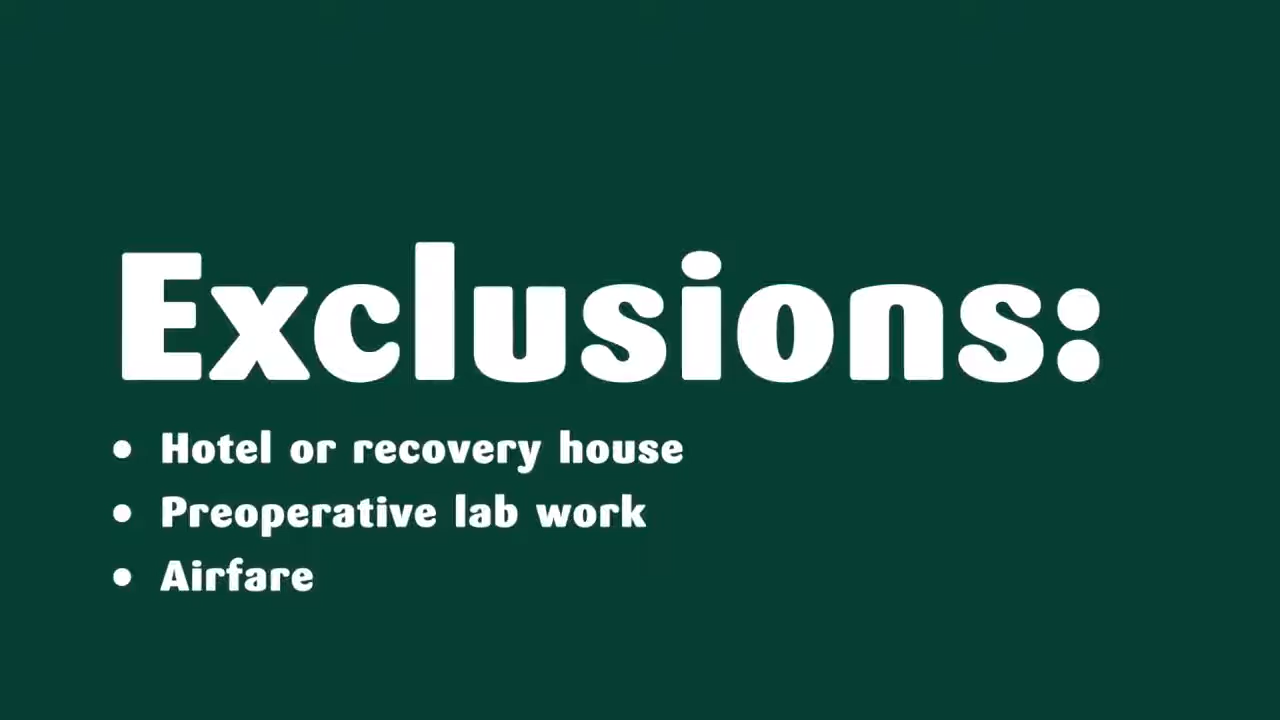 Exclusions:
• Hotel or recovery house
• Preoperative lab work
• Airfare